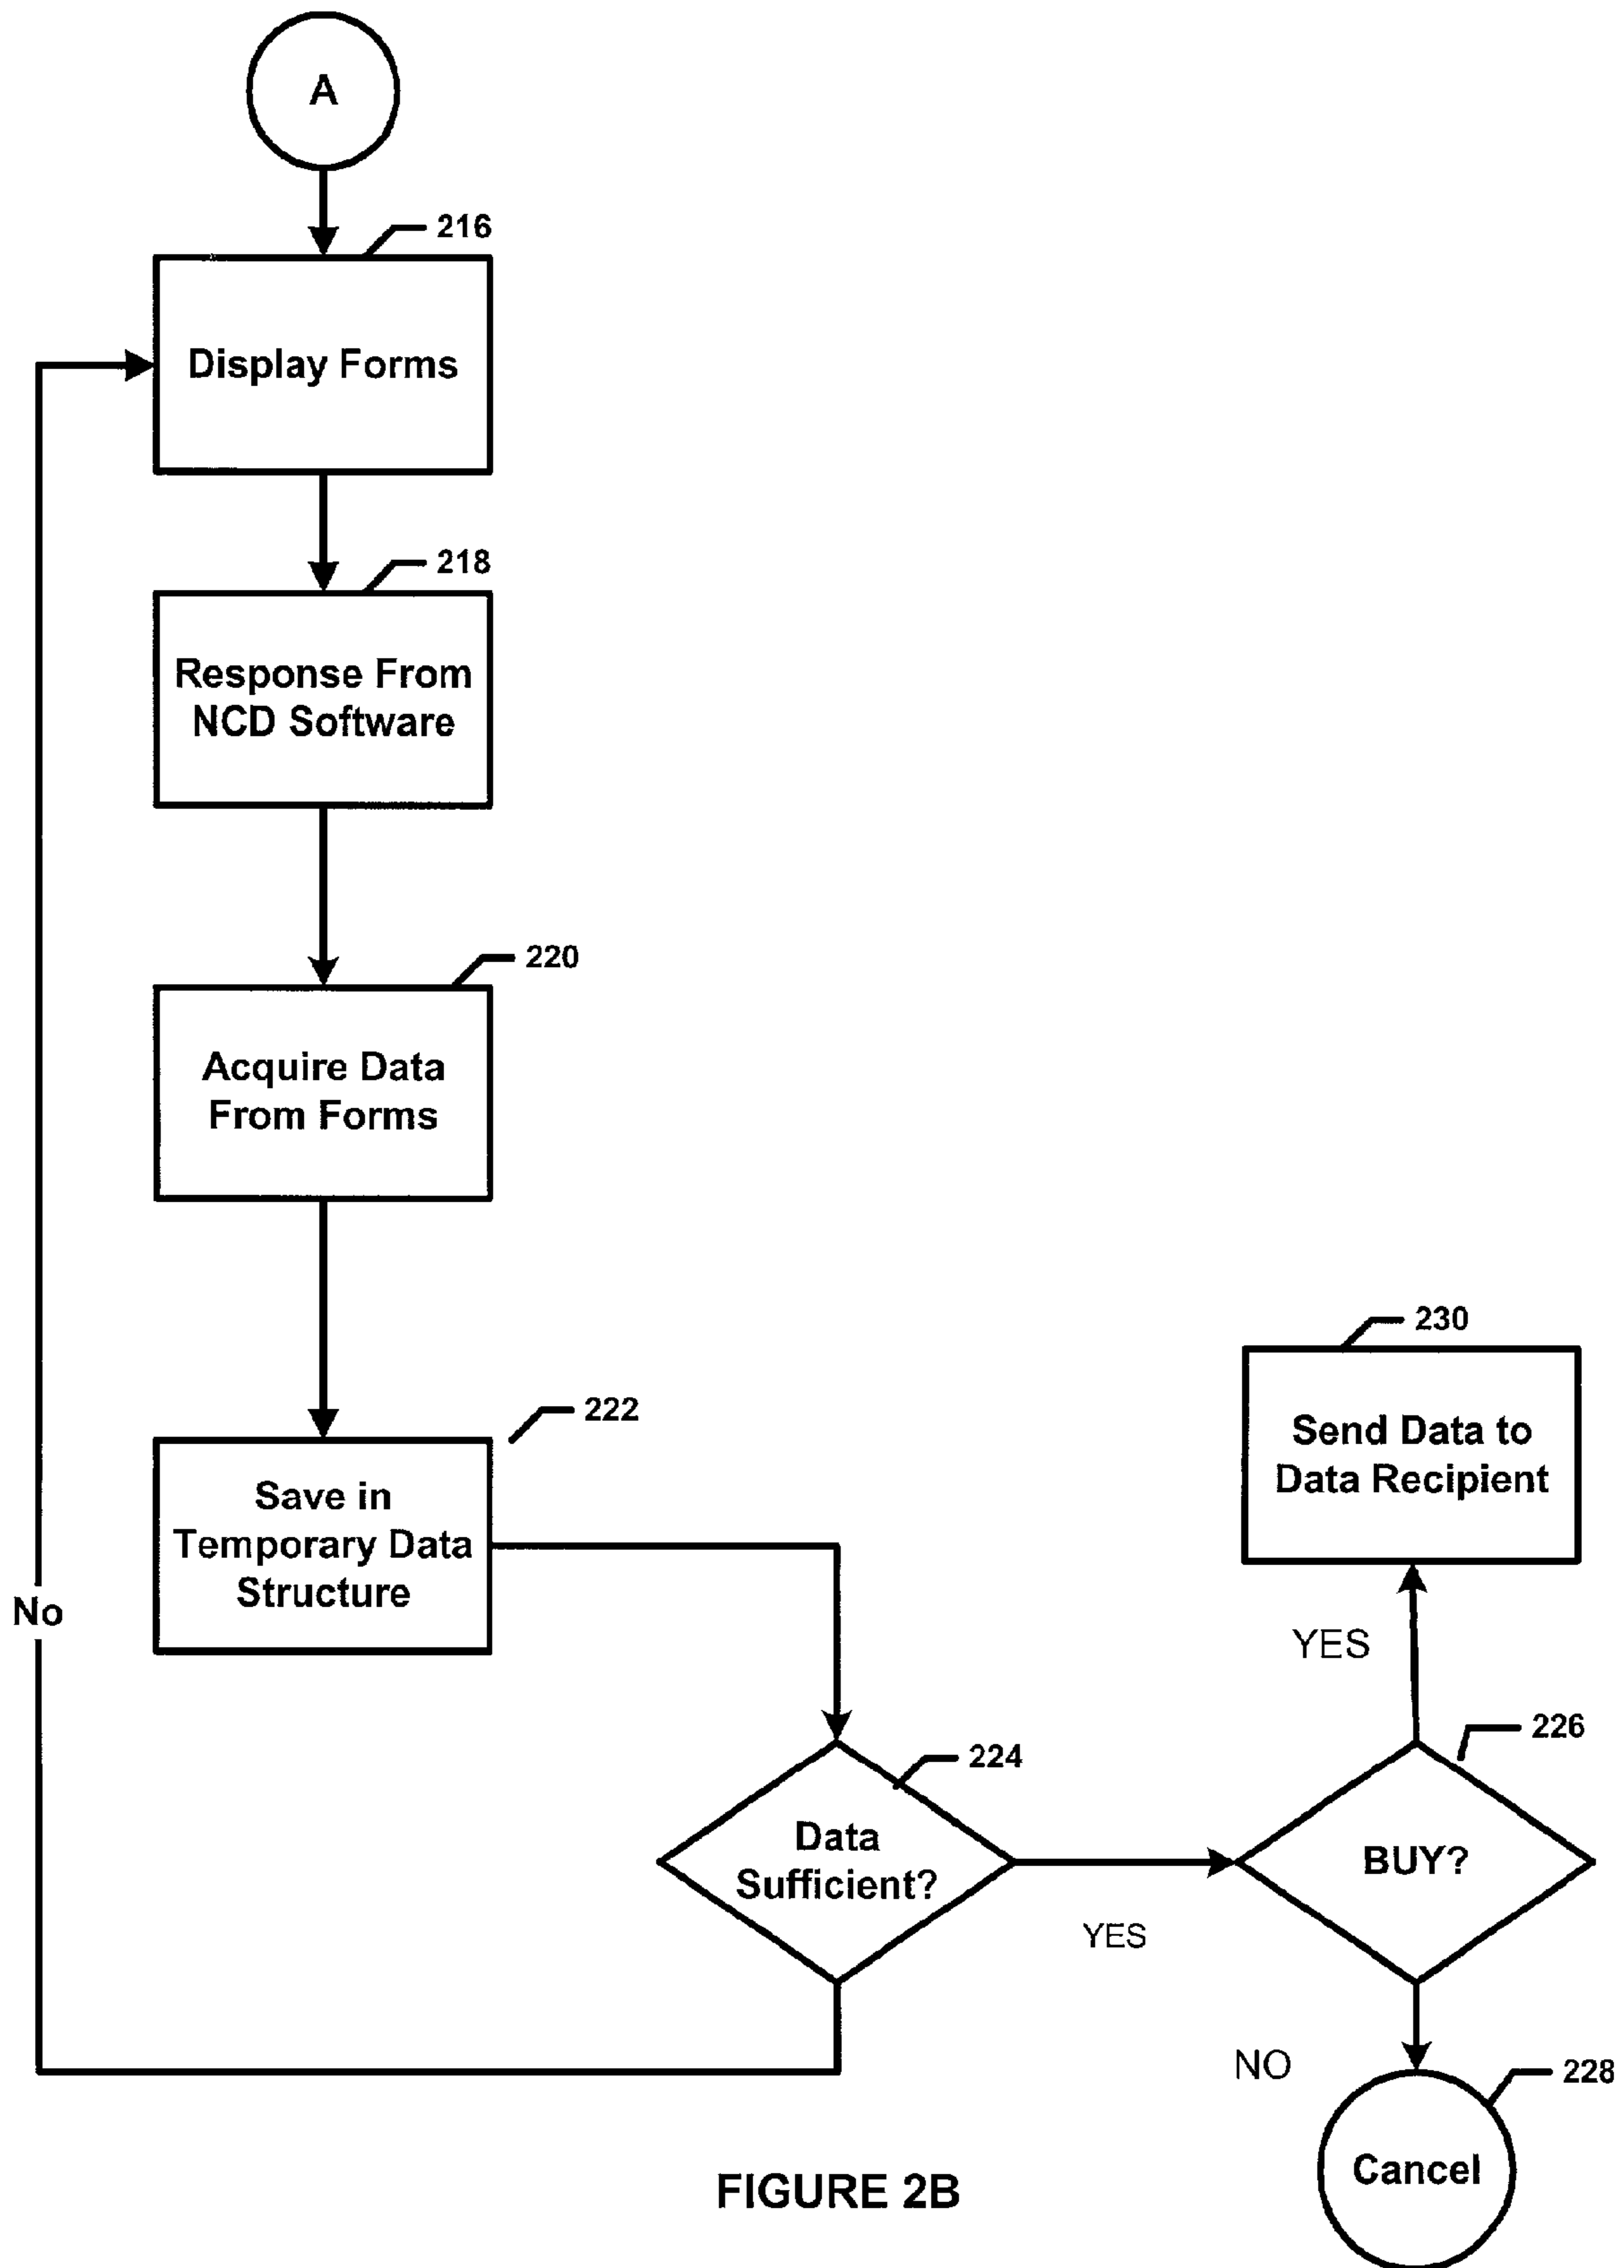 A
216
Display Forms
218
Response From
NCD Software
220
Acquire Data
From Forms
230
Send Data to
Data Recipient
222
Save in
Temporary Data
Structure
No
YES
226
224
Data
Sufficient?
BUY?
YES
NO
228
Cancel
FIGURE 2B